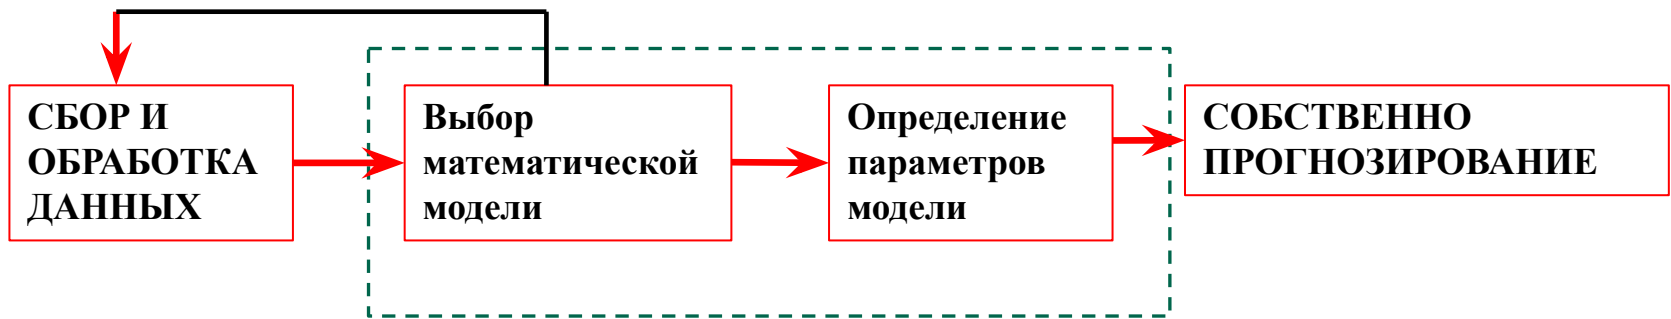 СБОР И
ОБРАБОТКА
ДАННЫХ
Выбор
математической
модели
Определение
параметров
модели
СОБСТВЕННО
ПРОГНОЗИРОВАНИЕ